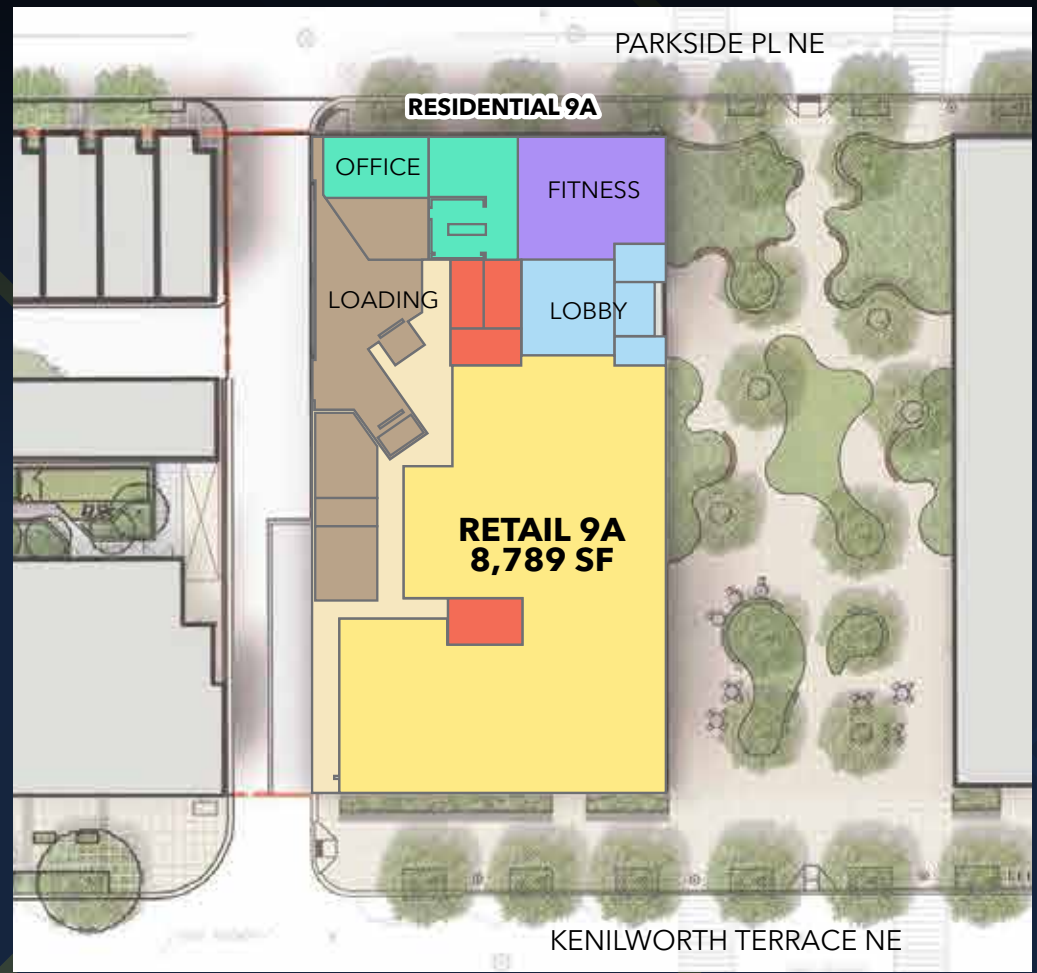 PARKSIDE PL NE
RESIDENTIAL 9A
OFFICE
FITNESS
LOADING
LOBBY
RETAIL 9A
8,789 SF
KENILWORTH TERRACE NE